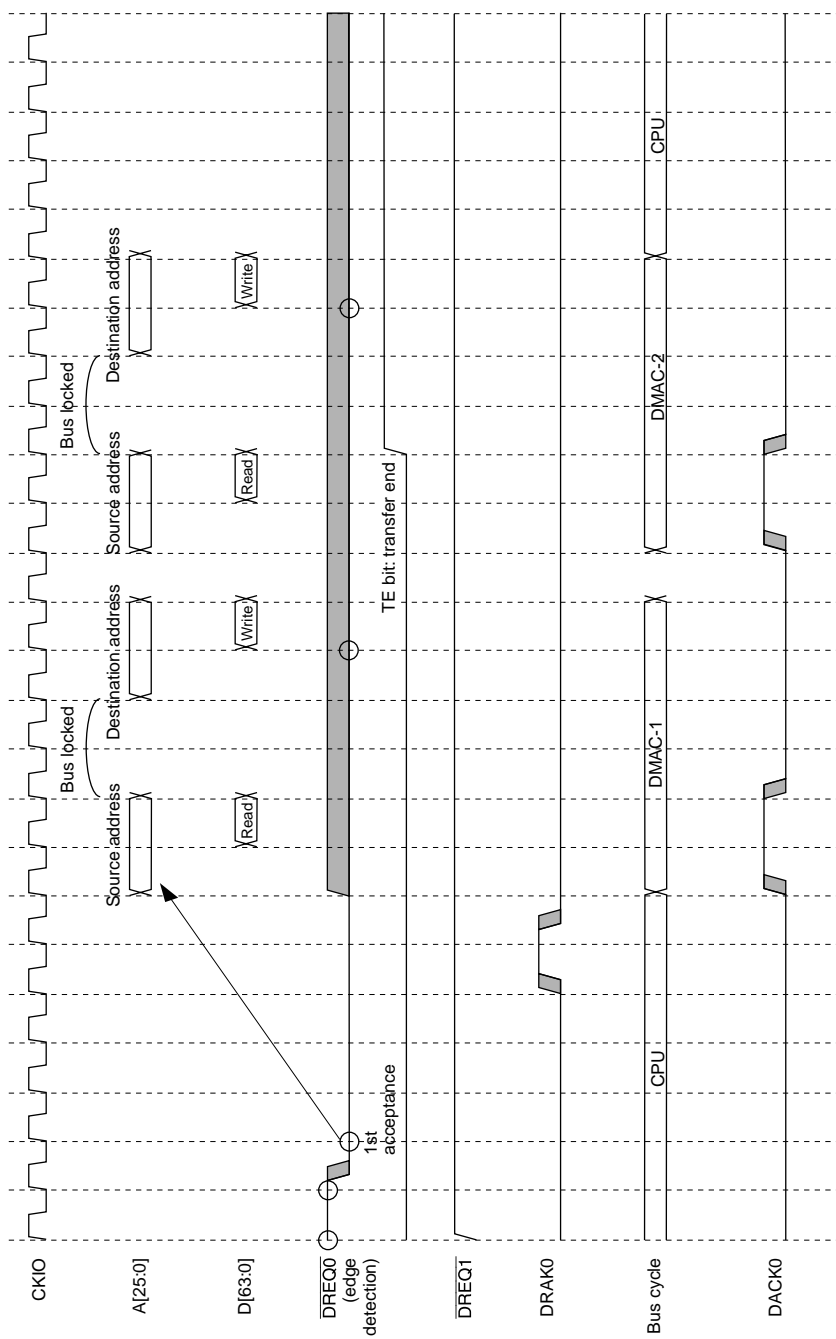 CKIO
Bus locked
Bus locked
A[25:0]
Source address
Destination address
Source address
Destination address
D[63:0]
Read
Write
Read
Write
DREQ0
(edge
detection)
1st
acceptance
TE bit: transfer end
DREQ1
DRAK0
Bus cycle
CPU
DMAC-1
DMAC-2
CPU
DACK0